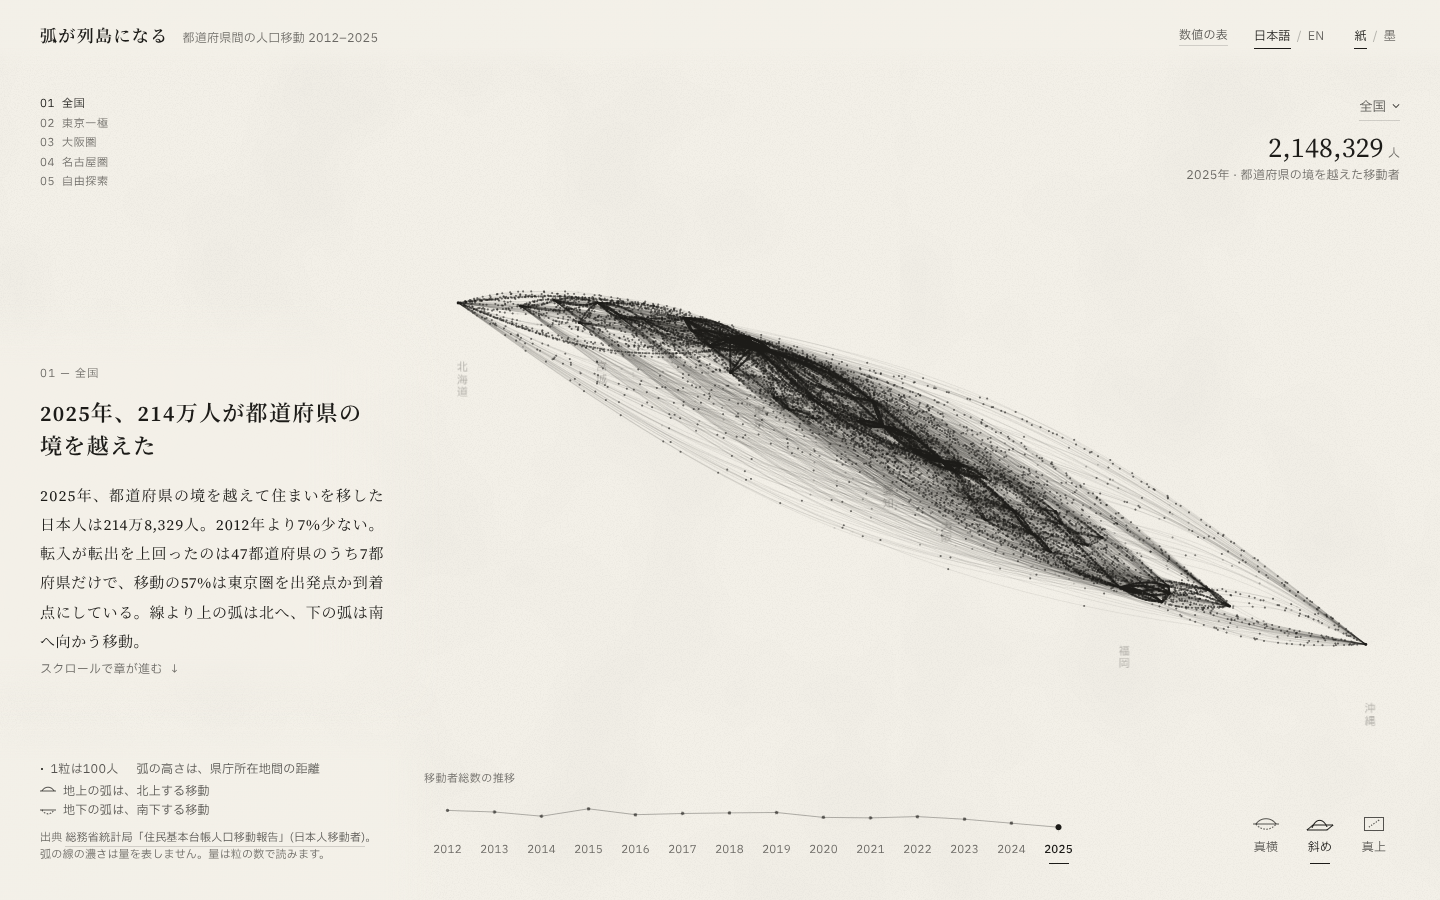 弧が列島になる 都道府県間の人口移動 2012–2025
数値の表 日本語 / EN 紙 / 墨
01 全国
02 東京一極
03 大阪圏
04 名古屋圏
05 自由探索
全国
2,148,329 人
2025年 · 都道府県の境を越えた移動者
北海道
福岡
沖縄
01 — 全国
2025年、214万人が都道府県の
境を越えた
2025年、都道府県の境を越えて住まいを移した
日本人は214万8,329人。2012年より7%少ない。
転入が転出を上回ったのは47都道府県のうち7都
府県だけで、移動の57%は東京圏を出発点か到着
点にしている。線より上の弧は北へ、下の弧は南
へ向かう移動。
スクロールで章が進む ↓
· 1粒は100人 弧の高さは、県庁所在地間の距離
地上の弧は、北上する移動
地下の弧は、南下する移動
出典 総務省統計局「住民基本台帳人口移動報告」(日本人移動者)。
弧の線の濃さは量を表しません。量は粒の数で読みます。
移動者総数の推移
2012 2013 2014 2015 2016 2017 2018 2019 2020 2021 2022 2023 2024 2025
真横 斜め 真上